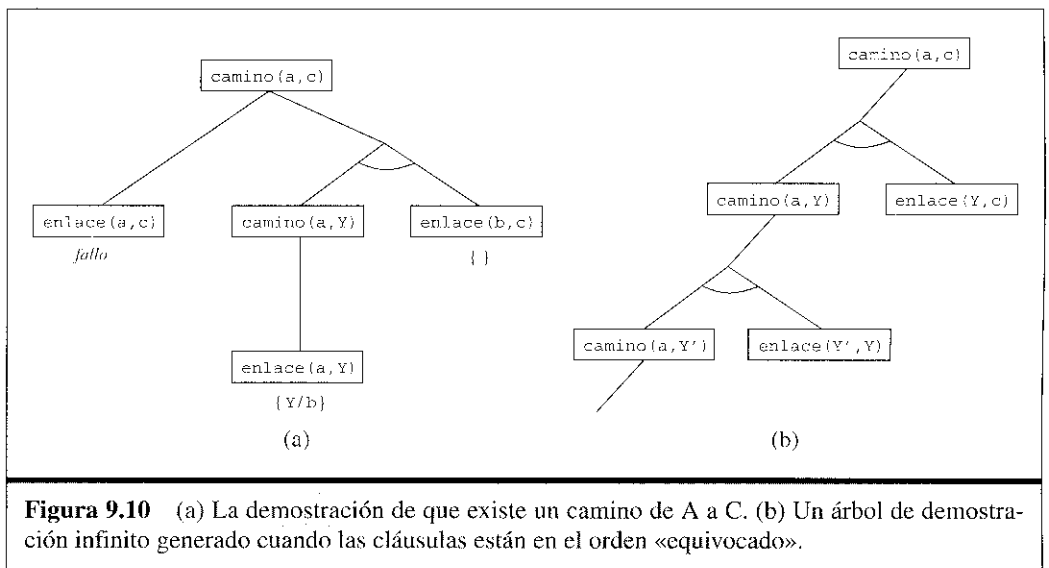 camino(a,c)
enlace(a,c)
fallo
camino(a,Y)
enlace(b,c)
{ }
enlace(a,Y)
{Y/b}
(a)
camino(a,c)
camino(a,Y)
enlace(Y,c)
camino(a,Y')
enlace(Y',Y)
(b)
Figura 9.10 (a) La demostración de que existe un camino de A a C. (b) Un árbol de demostra-
ción infinito generado cuando las cláusulas están en el orden «equivocado».